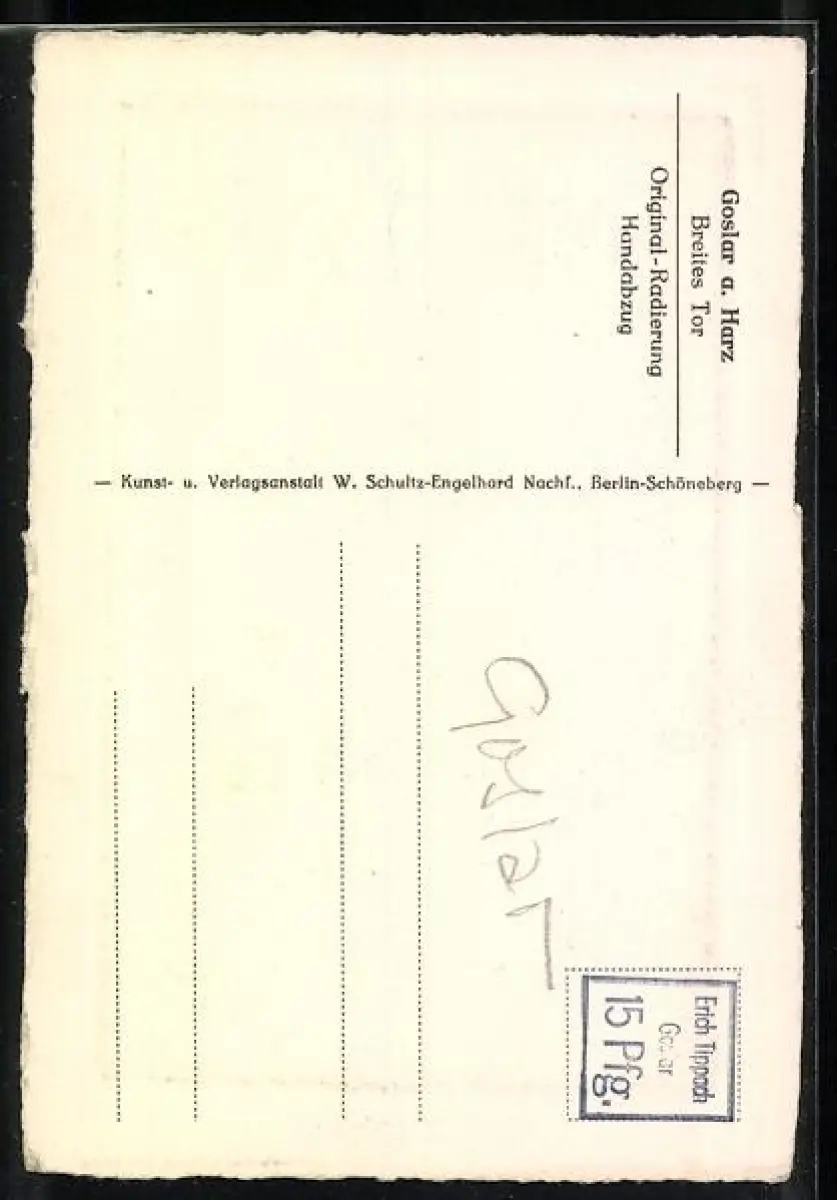 Goslar a. Harz
Breites Tor
Original-Radierung
Handabzug
— Kunst- u. Verlagsanstalt W. Schultz-Engelhard Nachf., Berlin-Schöneberg —
Goslar
Erich Tippach
Goslar
15 Pfg.